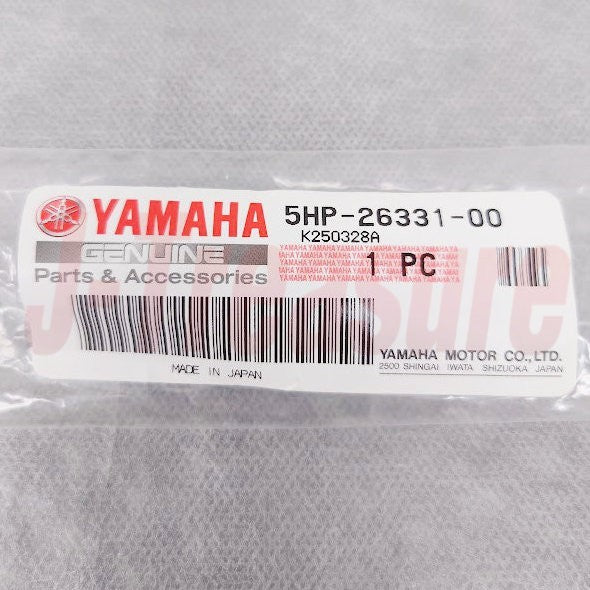 YAMAHA 5HP-26331-00
K250328A
GENUINE
Parts & Accessories
1 PC
YAMAHA MOTOR CO., LTD.
2500 SHINGAI IWATA SHIZUOKA JAPAN
MADE IN JAPAN